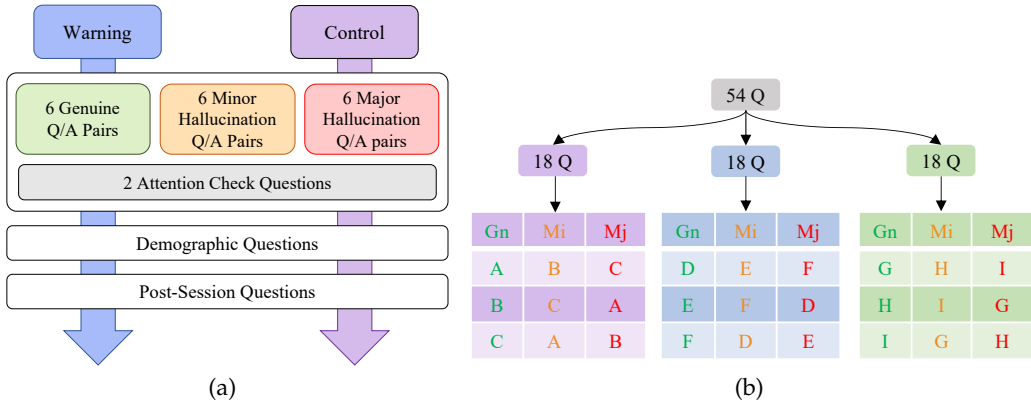 Warning
Control
6 Genuine
Q/A Pairs
6 Minor
Hallucination
Q/A Pairs
6 Major
Hallucination
Q/A pairs
2 Attention Check Questions
Demographic Questions
Post-Session Questions
(a)
54 Q
18 Q
18 Q
18 Q
Gn Mi Mj
A B C
B C A
C A B
Gn Mi Mj
D E F
E F D
F D E
Gn Mi Mj
G H I
H I G
I G H
(b)